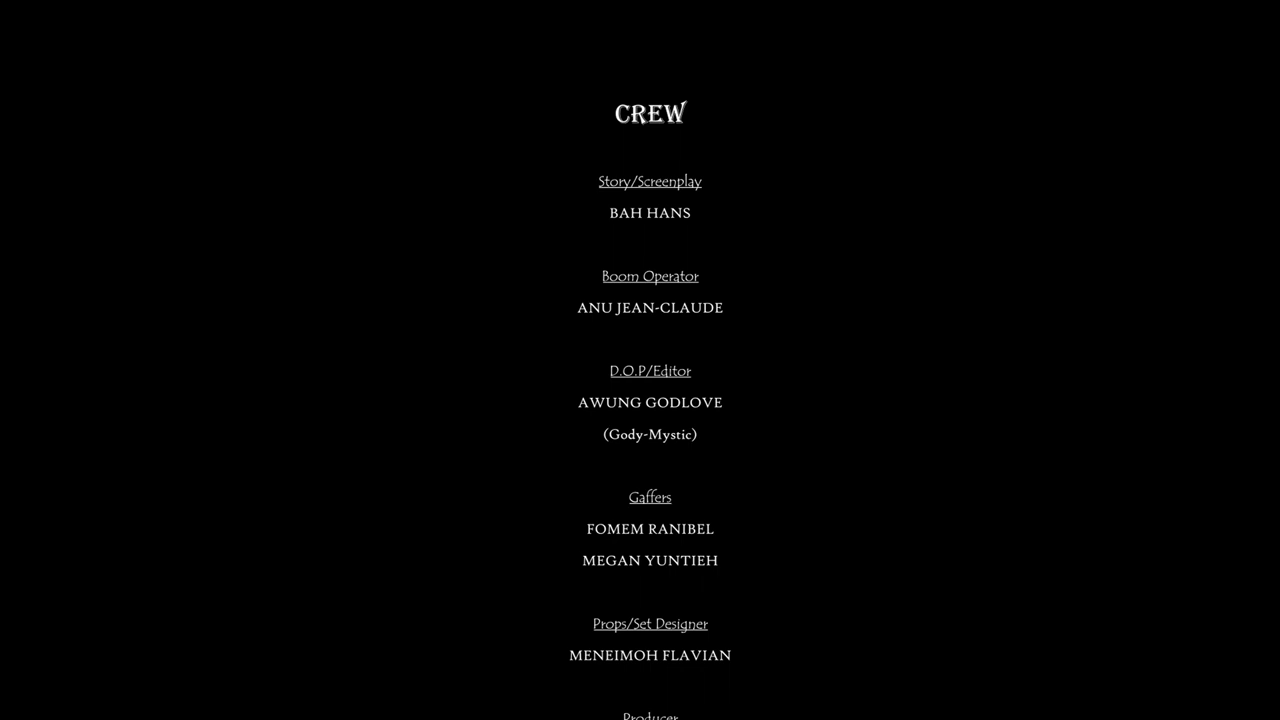 CREW
Story/Screenplay
BAH HANS
Boom Operator
ANU JEAN-CLAUDE
D.O.P/Editor
AWUNG GODLOVE
(Gody-Mystic)
Gaffers
FOMEM RANIBEL
MEGAN YUNTIEH
Props/Set Designer
MENEIMOH FLAVIAN
Producer